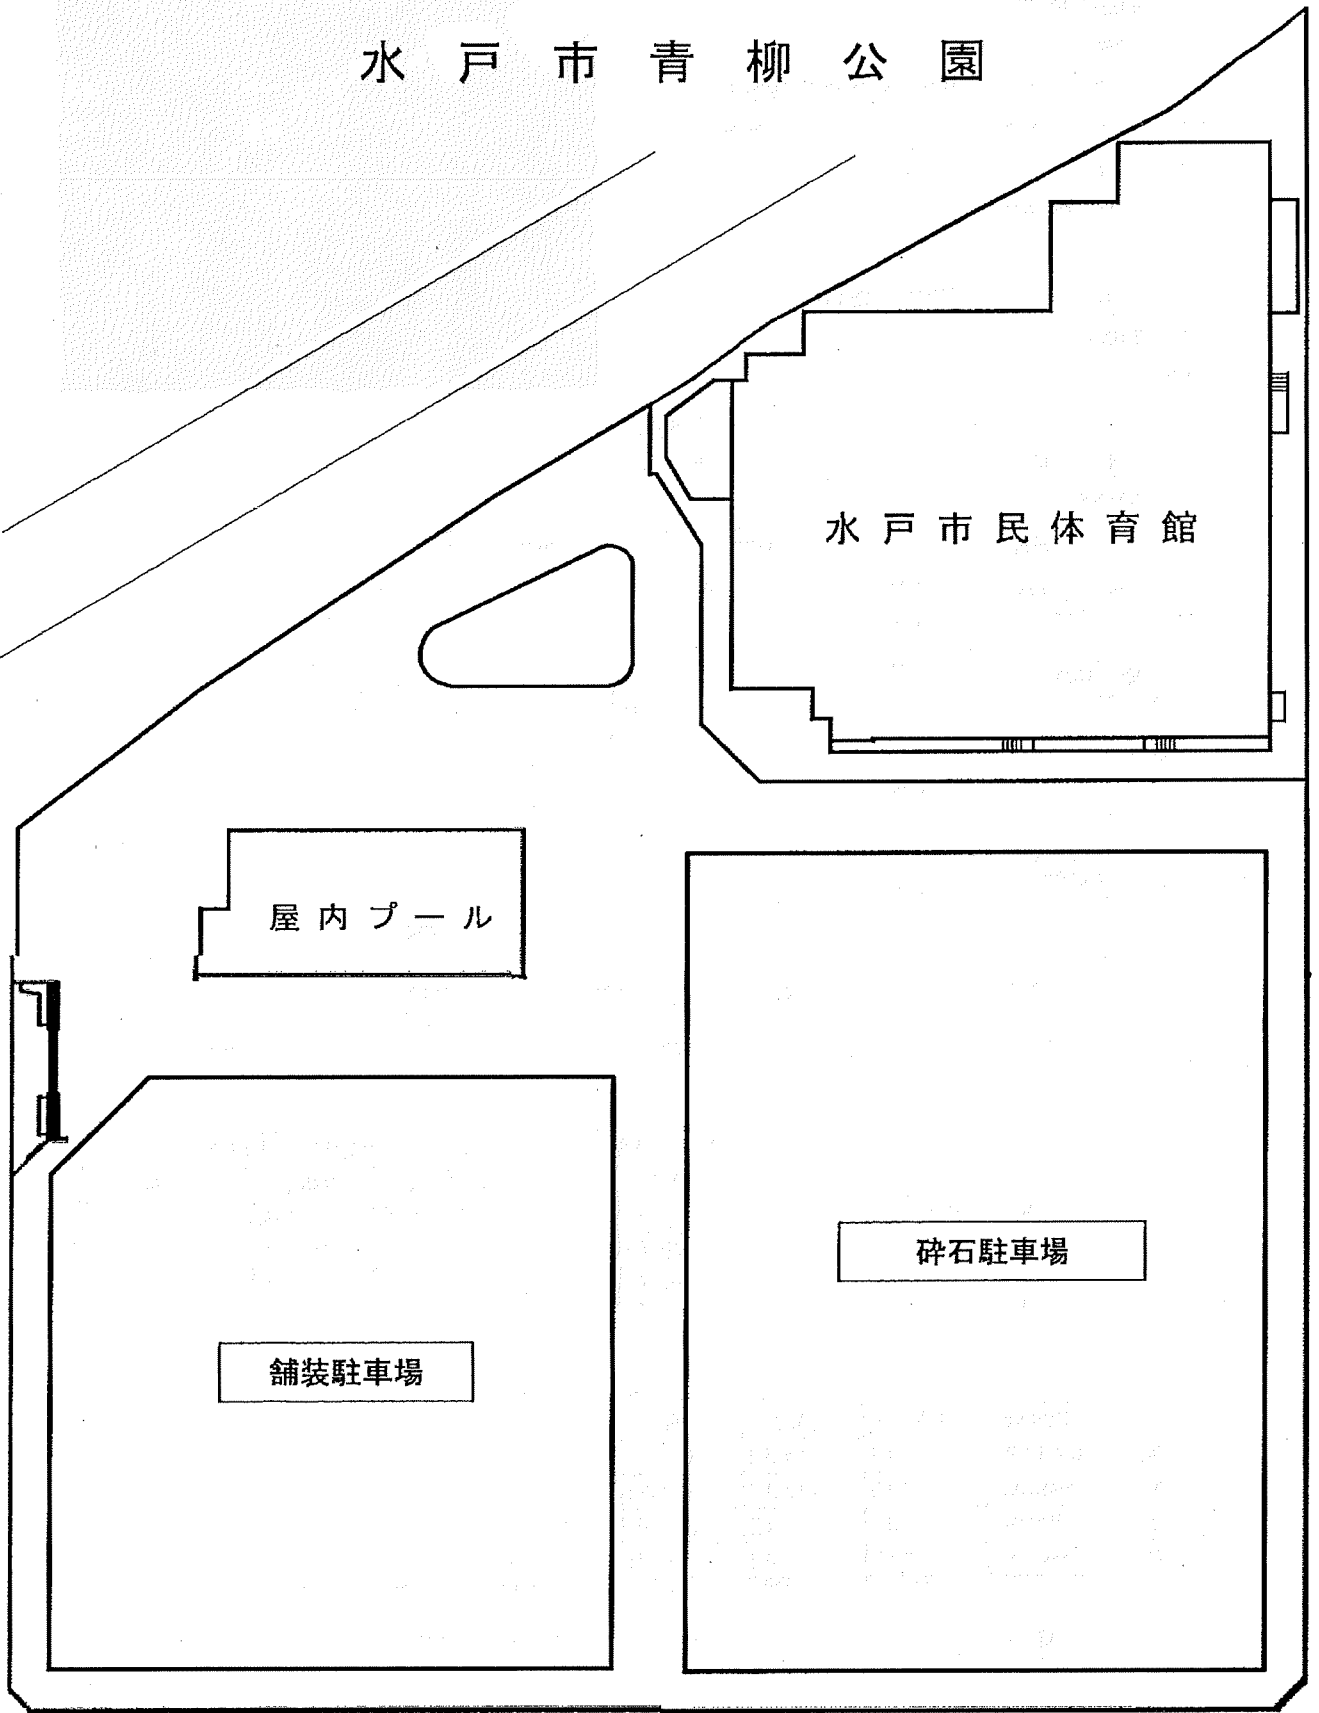 水戸市青柳公園
水戸市民体育館
屋内プール
砕石駐車場
舗装駐車場